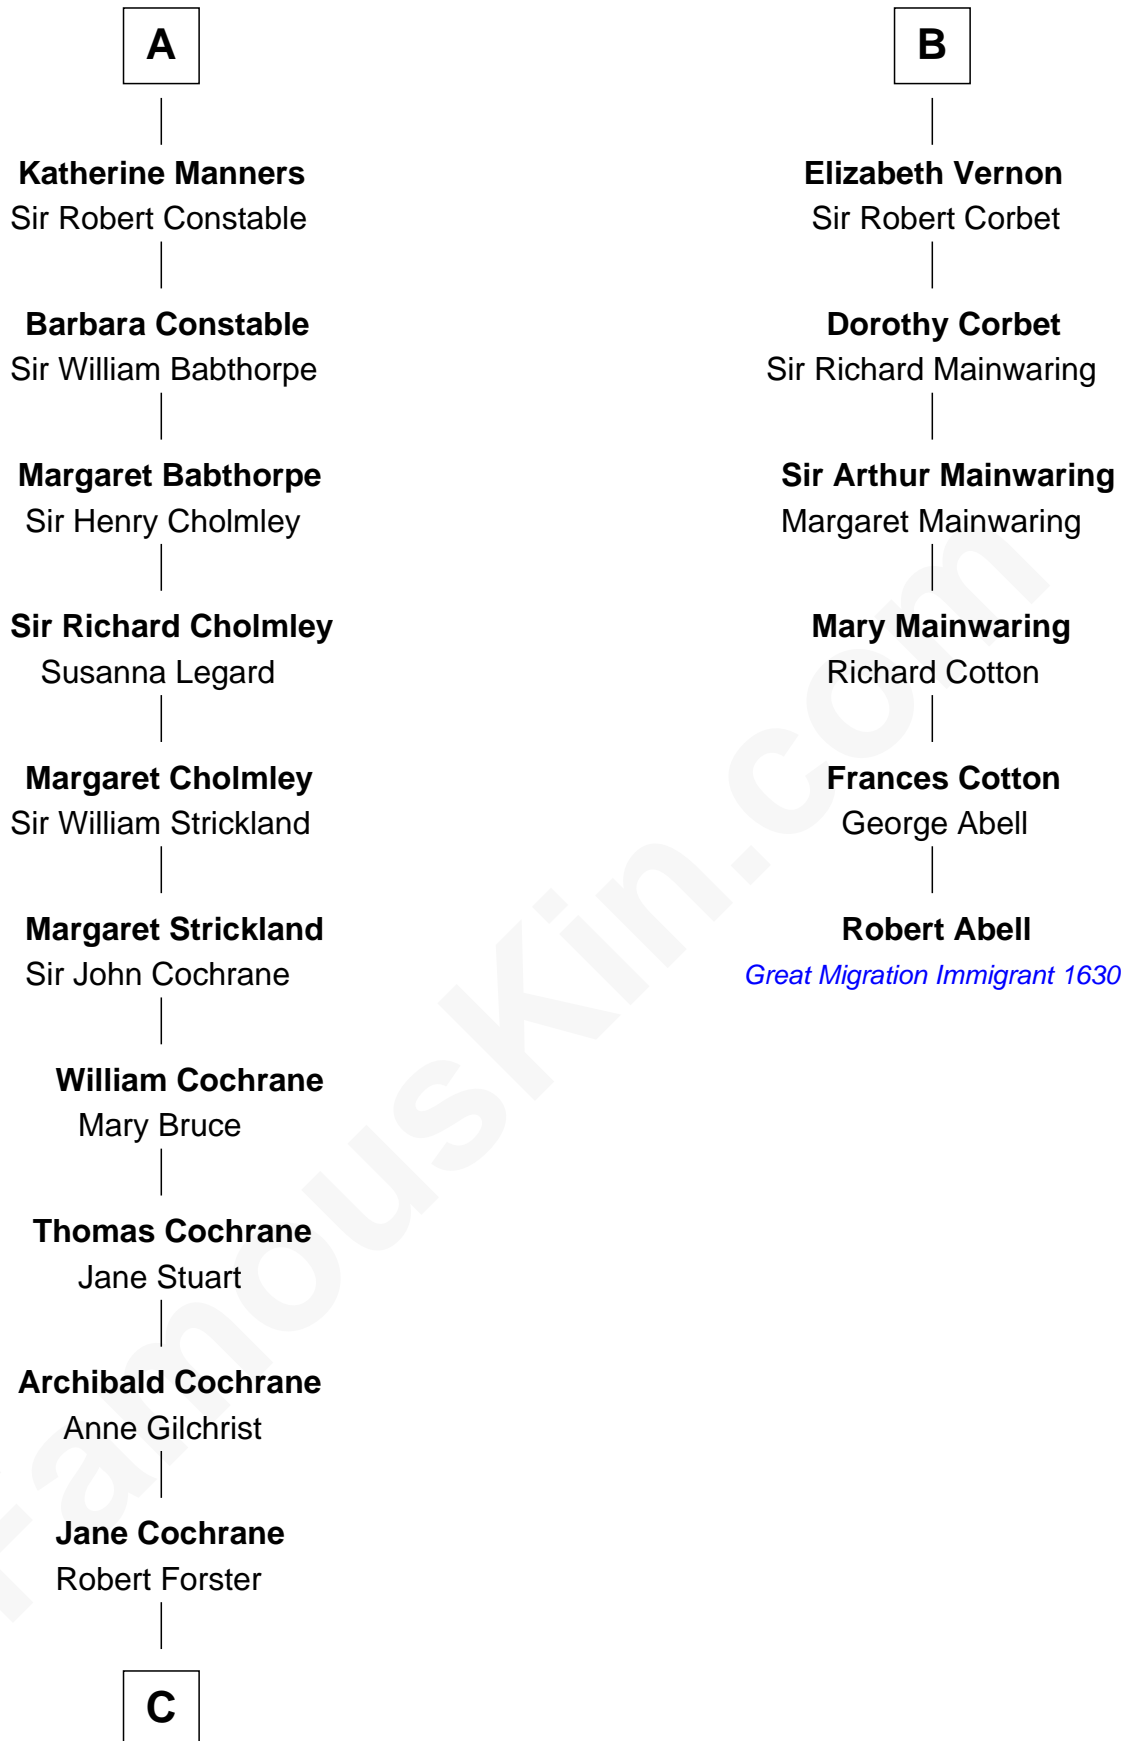 A
Katherine Manners
Sir Robert Constable
Barbara Constable
Sir William Babthorpe
Margaret Babthorpe
Sir Henry Cholmley
Sir Richard Cholmley
Susanna Legard
Margaret Cholmley
Sir William Strickland
Margaret Strickland
Sir John Cochrane
William Cochrane
Mary Bruce
Thomas Cochrane
Jane Stuart
Archibald Cochrane
Anne Gilchrist
Jane Cochrane
Robert Forster
C
B
Elizabeth Vernon
Sir Robert Corbet
Dorothy Corbet
Sir Richard Mainwaring
Sir Arthur Mainwaring
Margaret Mainwaring
Mary Mainwaring
Richard Cotton
Frances Cotton
George Abell
Robert Abell
Great Migration Immigrant 1630
FamousKin.com